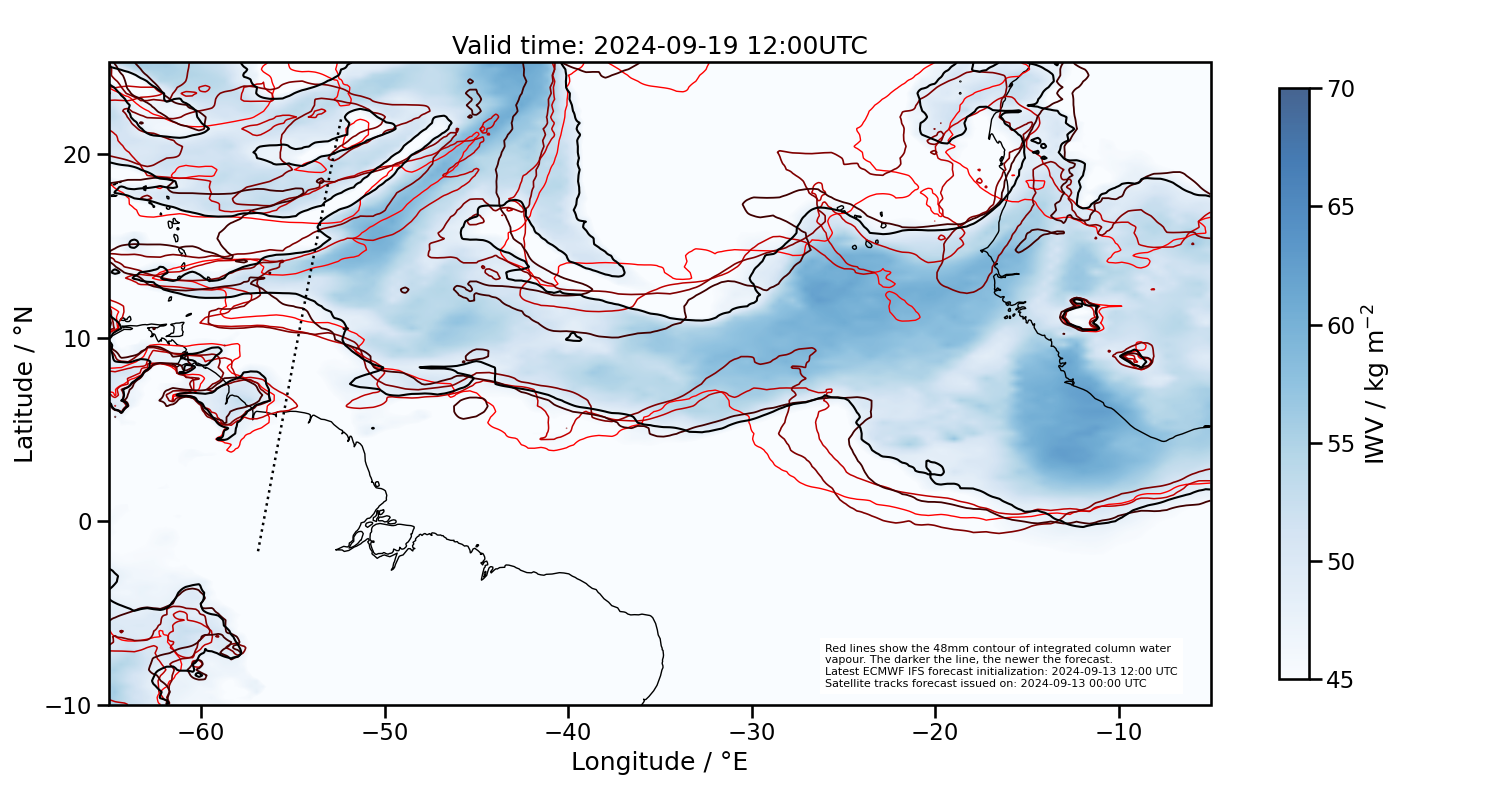 Valid time: 2024-09-19 12:00UTC
Latitude / °N
20
10
0
−10
−60
−50
−40
−30
−20
−10
Longitude / °E
Red lines show the 48mm contour of integrated column water
vapour. The darker the line, the newer the forecast.
Latest ECMWF IFS forecast initialization: 2024-09-13 12:00 UTC
Satellite tracks forecast issued on: 2024-09-13 00:00 UTC
70
65
60
55
50
45
IWV / kg m⁻²